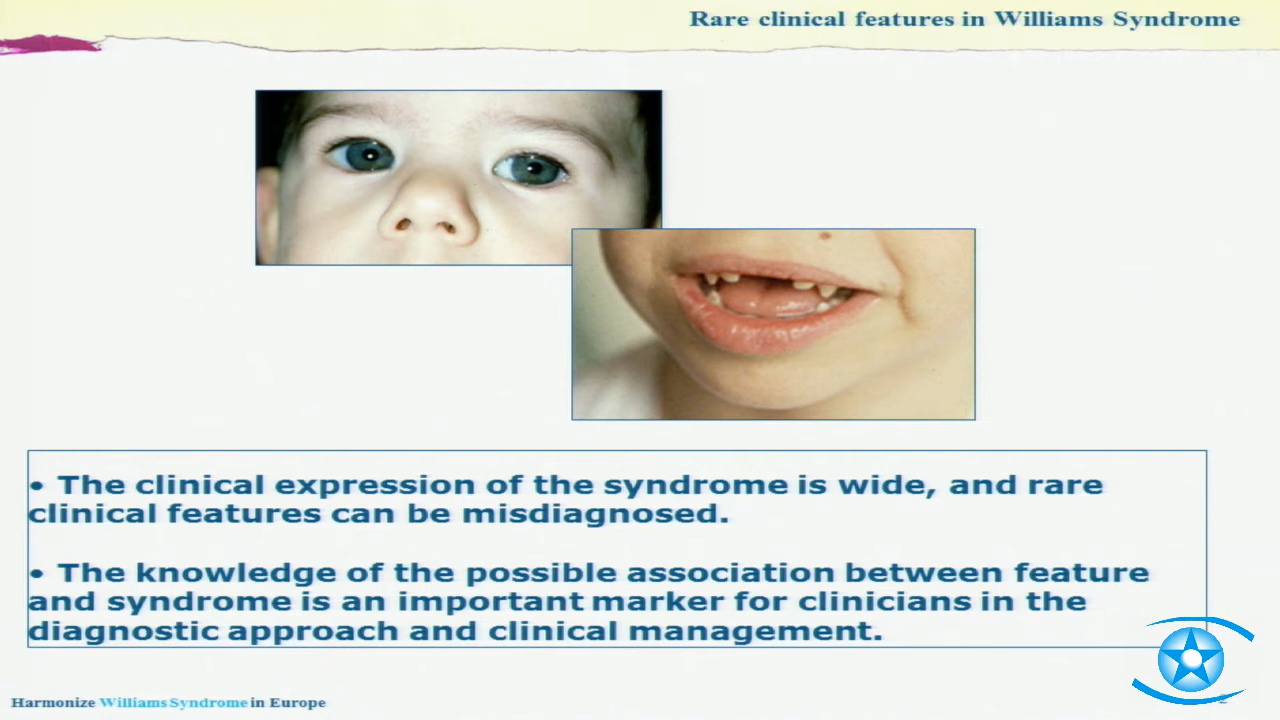 Rare clinical features in Williams Syndrome
• The clinical expression of the syndrome is wide, and rare
clinical features can be misdiagnosed.
• The knowledge of the possible association between feature
and syndrome is an important marker for clinicians in the
diagnostic approach and clinical management.
Harmonize Williams Syndrome in Europe